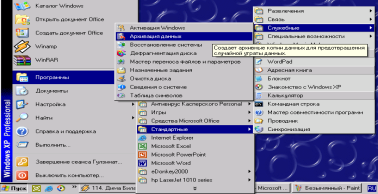 Каталог Windows
Открыть документ Office
Создать документ Office
Winamp
WinRAR
Программы
Документы
Настройка
Найти
Справка и поддержка
Выполнить...
Завершение сеанса
Выключить компьютер...
Windows XP Professional
Активация Windows
Архивация данных
Восстановление системы
Дефрагментация диска
Мастер переноса файлов и параметров
Назначенные задания
Очистка диска
Сведения о системе
Таблица символов
Антивирус Касперского Personal
Игры
Средства Microsoft Office
Стандартные
Internet Explorer
Microsoft Excel
Microsoft PowerPoint
Microsoft Word
eDonkey2000
hp LaserJet 1010 series
Развлечения
Связь
Служебные
Специальные возможности
Создает архивные копии данных для предотвращения
случайной утраты данных.
WordPad
Адресная книга
Блокнот
Знакомство с Windows XP
Калькулятор
Командная строка
Мастер совместимости программ
Проводник
Синхронизация
Пуск
114. Дима Билан
Microsoft ...
Безымянный - Paint
RU